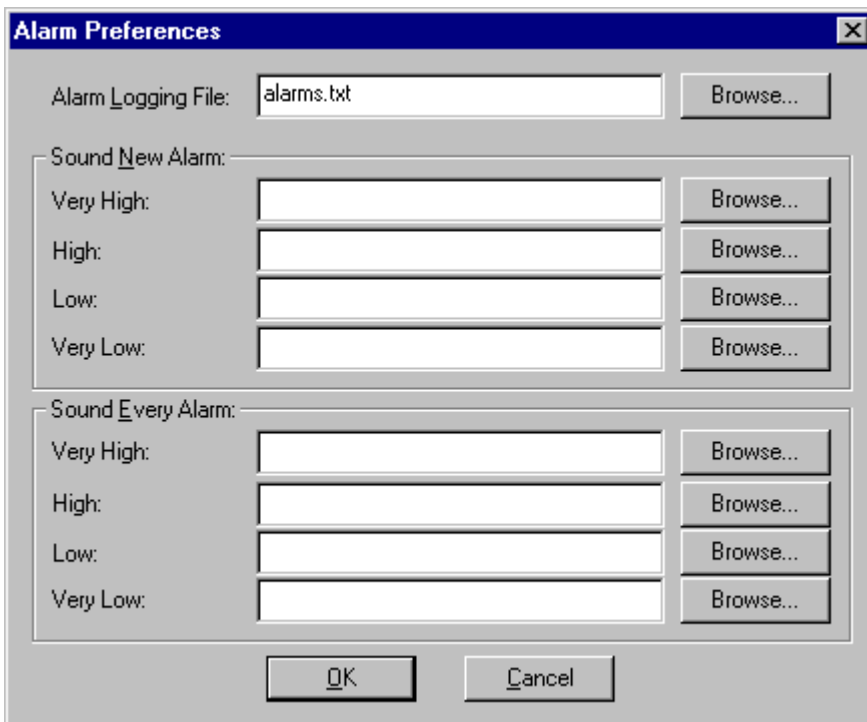 Alarm Preferences
Alarm Logging File: alarms.txt Browse...
Sound New Alarm:
Very High: Browse...
High: Browse...
Low: Browse...
Very Low: Browse...
Sound Every Alarm:
Very High: Browse...
High: Browse...
Low: Browse...
Very Low: Browse...
OK Cancel